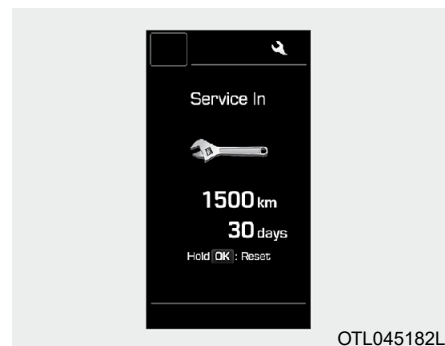 Service In
1500 km
30 days
Hold OK : Reset
OTL045182L